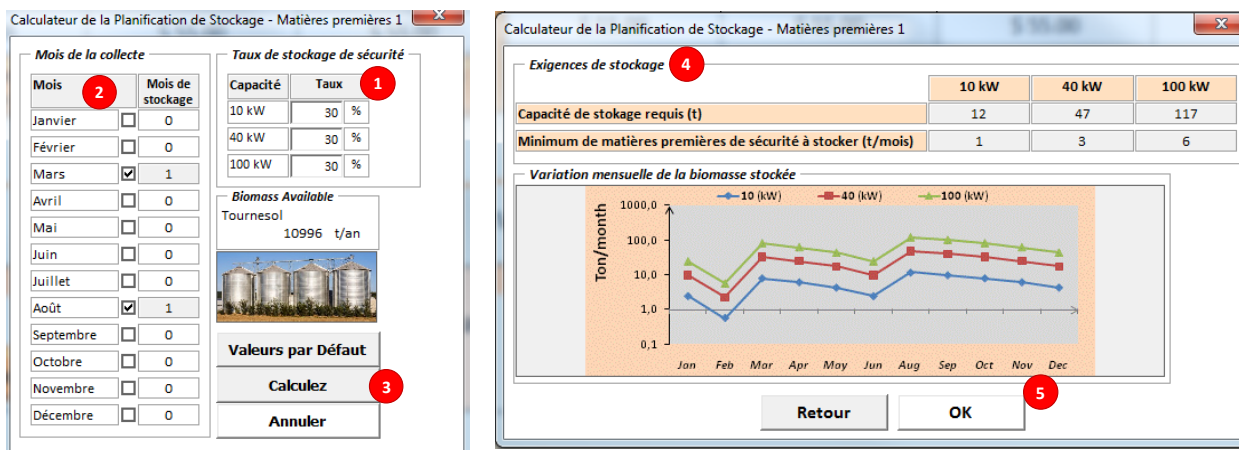 Calculateur de la Planification de Stockage - Matières premières 1
x
Mois de la collecte
Mois
2
Mois de
stockage
Janvier 0
Février 0
Mars 1
Avril 0
Mai 0
Juin 0
Juillet 0
Août 1
Septembre 0
Octobre 0
Novembre 0
Décembre 0
Taux de stockage de sécurité
Capacité Taux 1
10 kW 30 %
40 kW 30 %
100 kW 30 %
Biomass Available
Tournesol
10996 t/an
Valeurs par Défaut
Calculez 3
Annuler
$ 55.00
Calculateur de la Planification de Stockage - Matières premières 1
x
Exigences de stockage 4
10 kW 40 kW 100 kW
Capacité de stokage requis (t) 12 47 117
Minimum de matières premières de sécurité à stocker (t/mois) 1 3 6
Variation mensuelle de la biomasse stockée
10 (kW) 40 (kW) 100 (kW)
Ton/month
1000,0
100,0
10,0
1,0
0,1
Jan Feb Mar Apr May Jun Aug Sep Oct Nov Dec
5
Retour OK